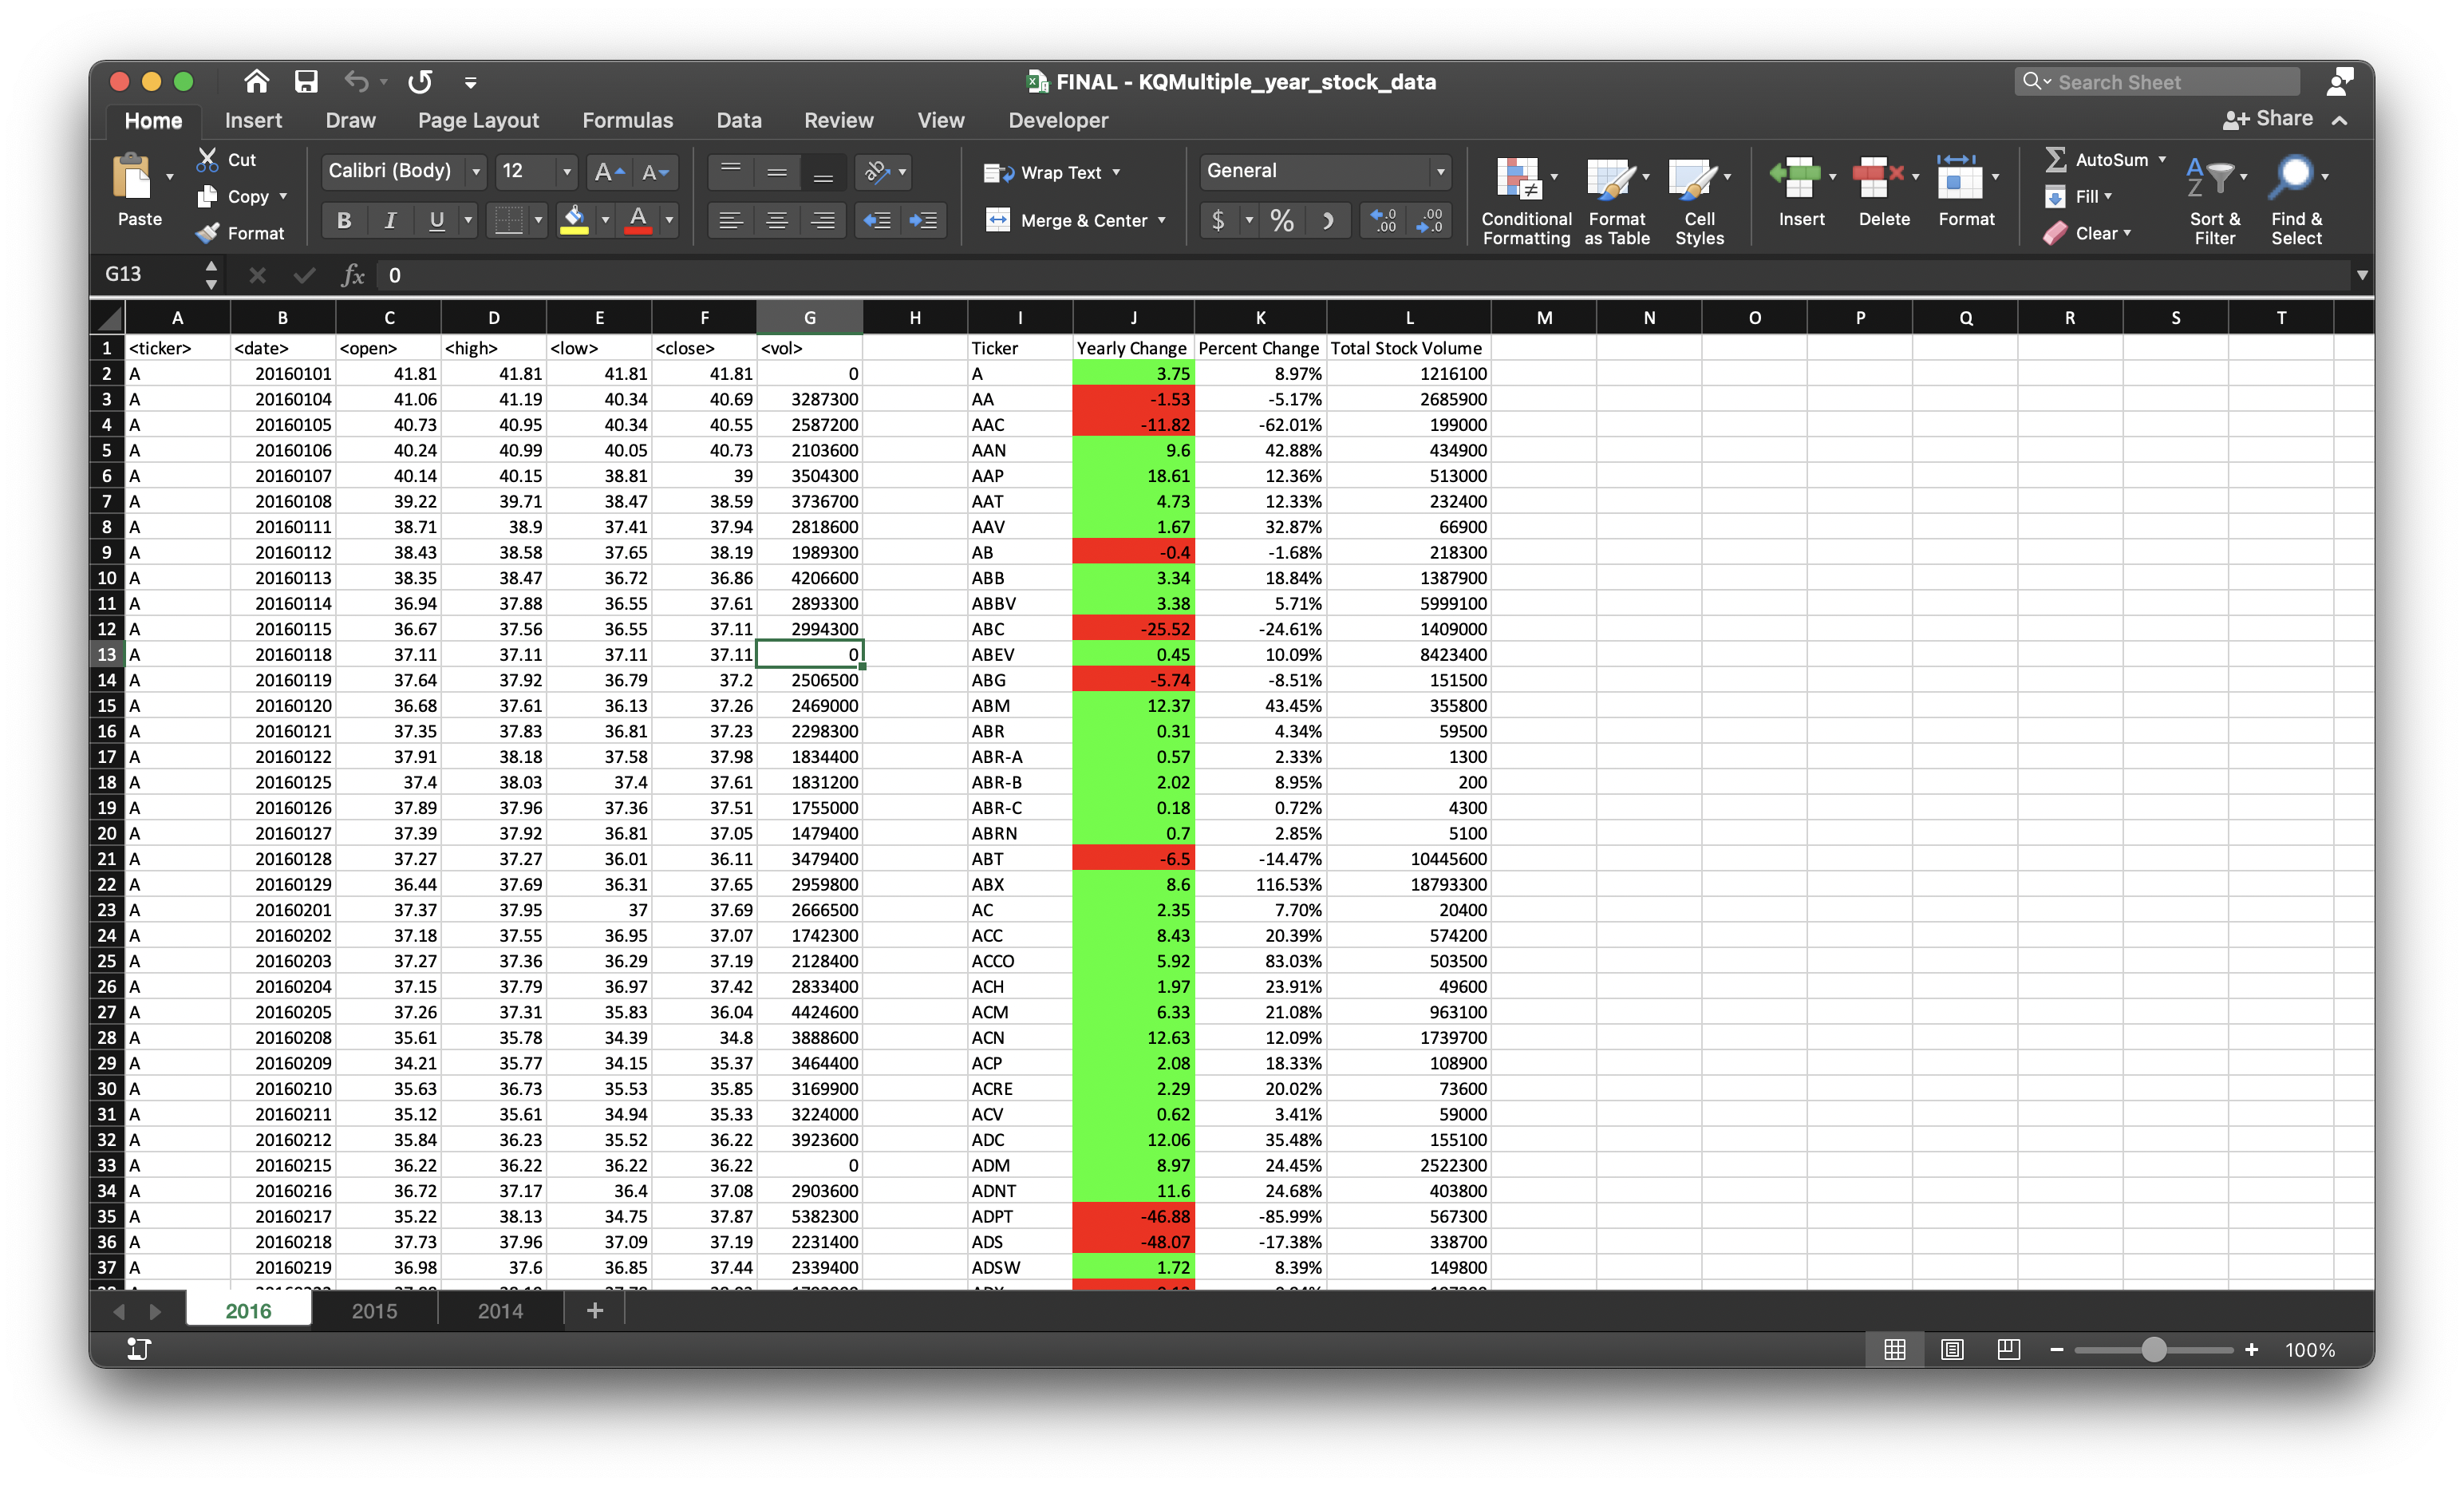 FINAL - KQMultiple_year_stock_data
Search Sheet
Home Insert Draw Page Layout Formulas Data Review View Developer
Share
Paste
Cut
Copy
Format
Calibri (Body) 12
Wrap Text
Merge & Center
General
Conditional Formatting
Format as Table
Cell Styles
Insert
Delete
Format
AutoSum
Fill
Clear
Sort & Filter
Find & Select
G13 fx 0
A B C D E F G H I J K L M N O P Q R S T
1 <ticker> <date> <open> <high> <low> <close> <vol> Ticker Yearly Change Percent Change Total Stock Volume
2 A 20160101 41.81 41.81 41.81 41.81 0 A 3.75 8.97% 1216100
3 A 20160104 41.06 41.19 40.34 40.69 3287300 AA -1.53 -5.17% 2685900
4 A 20160105 40.73 40.95 40.34 40.55 2587200 AAC -11.82 -62.01% 199000
5 A 20160106 40.24 40.99 40.05 40.73 2103600 AAN 9.6 42.88% 434900
6 A 20160107 40.14 40.15 38.81 39 3504300 AAP 18.61 12.36% 513000
7 A 20160108 39.22 39.71 38.47 38.59 3736700 AAT 4.73 12.33% 232400
8 A 20160111 38.71 38.9 37.41 37.94 2818600 AAV 1.67 32.87% 66900
9 A 20160112 38.43 38.58 37.65 38.19 1989300 AB -0.4 -1.68% 218300
10 A 20160113 38.35 38.47 36.72 36.86 4206600 ABB 3.34 18.84% 1387900
11 A 20160114 36.94 37.88 36.55 37.61 2893300 ABBV 3.38 5.71% 5999100
12 A 20160115 36.67 37.56 36.55 37.11 2994300 ABC -25.52 -24.61% 1409000
13 A 20160118 37.11 37.11 37.11 37.11 0 ABEV 0.45 10.09% 8423400
14 A 20160119 37.64 37.92 36.79 37.2 2506500 ABG -5.74 -8.51% 151500
15 A 20160120 36.68 37.61 36.13 37.26 2469000 ABM 12.37 43.45% 355800
16 A 20160121 37.35 37.83 36.81 37.23 2298300 ABR 0.31 4.34% 59500
17 A 20160122 37.91 38.18 37.58 37.98 1834400 ABR-A 0.57 2.33% 1300
18 A 20160125 37.4 38.03 37.4 37.61 1831200 ABR-B 2.02 8.95% 200
19 A 20160126 37.89 37.96 37.36 37.51 1755000 ABR-C 0.18 0.72% 4300
20 A 20160127 37.39 37.92 36.81 37.05 1479400 ABRN 0.7 2.85% 5100
21 A 20160128 37.27 37.27 36.01 36.11 3479400 ABT -6.5 -14.47% 10445600
22 A 20160129 36.44 37.69 36.31 37.65 2959800 ABX 8.6 116.53% 18793300
23 A 20160201 37.37 37.95 37 37.69 2666500 AC 2.35 7.70% 20400
24 A 20160202 37.18 37.55 36.95 37.07 1742300 ACC 8.43 20.39% 574200
25 A 20160203 37.27 37.36 36.29 37.19 2128400 ACCO 5.92 83.03% 503500
26 A 20160204 37.15 37.79 36.97 37.42 2833400 ACH 1.97 23.91% 49600
27 A 20160205 37.26 37.31 35.83 36.04 4424600 ACM 6.33 21.08% 963100
28 A 20160208 35.61 35.78 34.39 34.8 3888600 ACN 12.63 12.09% 1739700
29 A 20160209 34.21 35.77 34.15 35.37 3464400 ACP 2.08 18.33% 108900
30 A 20160210 35.63 36.73 35.53 35.85 3169900 ACRE 2.29 20.02% 73600
31 A 20160211 35.12 35.61 34.94 35.33 3224000 ACV 0.62 3.41% 59000
32 A 20160212 35.84 36.23 35.52 36.22 3923600 ADC 12.06 35.48% 155100
33 A 20160215 36.22 36.22 36.22 36.22 0 ADM 8.97 24.45% 2522300
34 A 20160216 36.72 37.17 36.4 37.08 2903600 ADNT 11.6 24.68% 403800
35 A 20160217 35.22 38.13 34.75 37.87 5382300 ADPT -46.88 -85.99% 567300
36 A 20160218 37.73 37.96 37.09 37.19 2231400 ADS -48.07 -17.38% 338700
37 A 20160219 36.98 37.6 36.85 37.44 2339400 ADSW 1.72 8.39% 149800
2016 2015 2014 +
100%